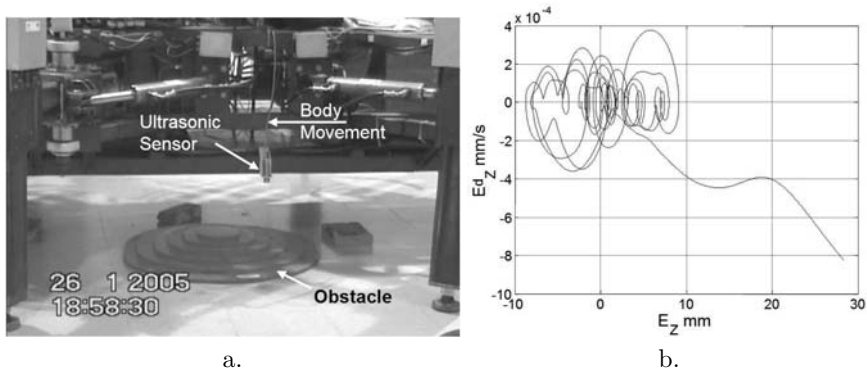 Ultrasonic
Sensor
Body
Movement
Obstacle
26 1 2005
18:58:30
a.
x 10⁻⁴
4
2
0
-2
-4
-6
-8
-10
Ed_Z mm/s
-10
0
10
20
30
E_Z mm
b.